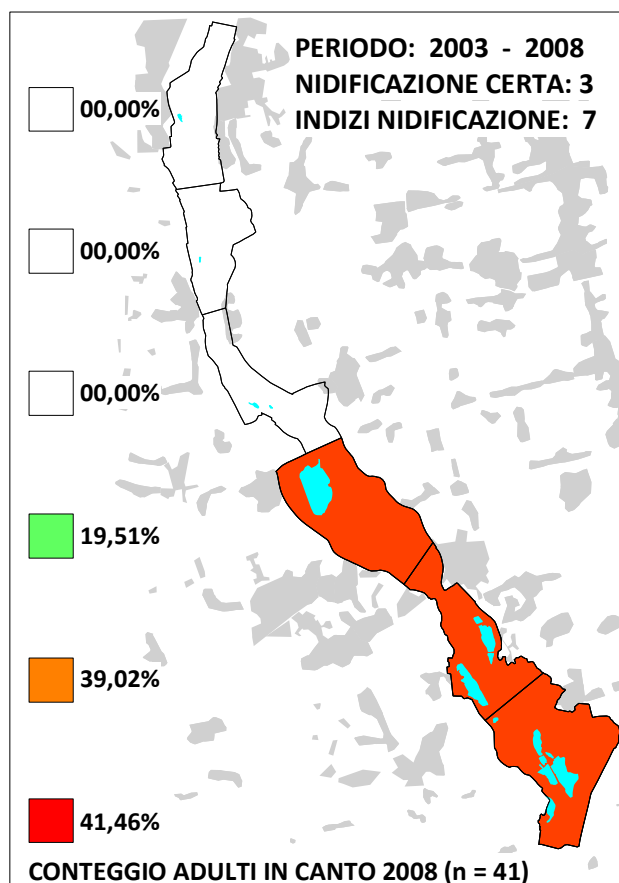 PERIODO: 2003 - 2008
NIDIFICAZIONE CERTA: 3
INDIZI NIDIFICAZIONE: 7
00,00%
00,00%
00,00%
19,51%
39,02%
41,46%
CONTEGGIO ADULTI IN CANTO 2008 (n = 41)